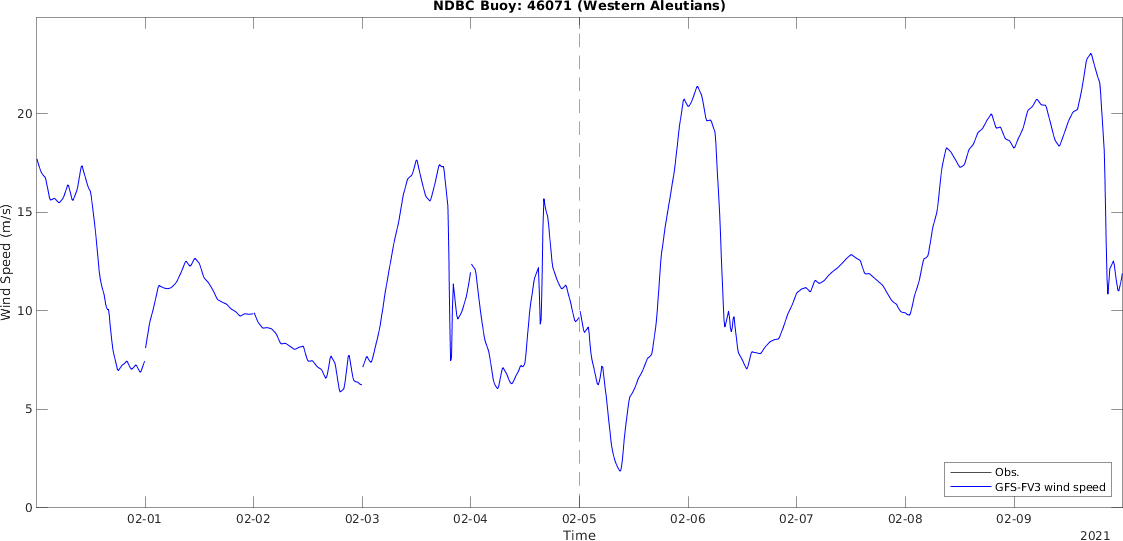 NDBC Buoy: 46071 (Western Aleutians)
Wind Speed (m/s)
20
15
10
5
0
02-01 02-02 02-03 02-04 02-05 02-06 02-07 02-08 02-09
Time
2021
Obs.
GFS-FV3 wind speed